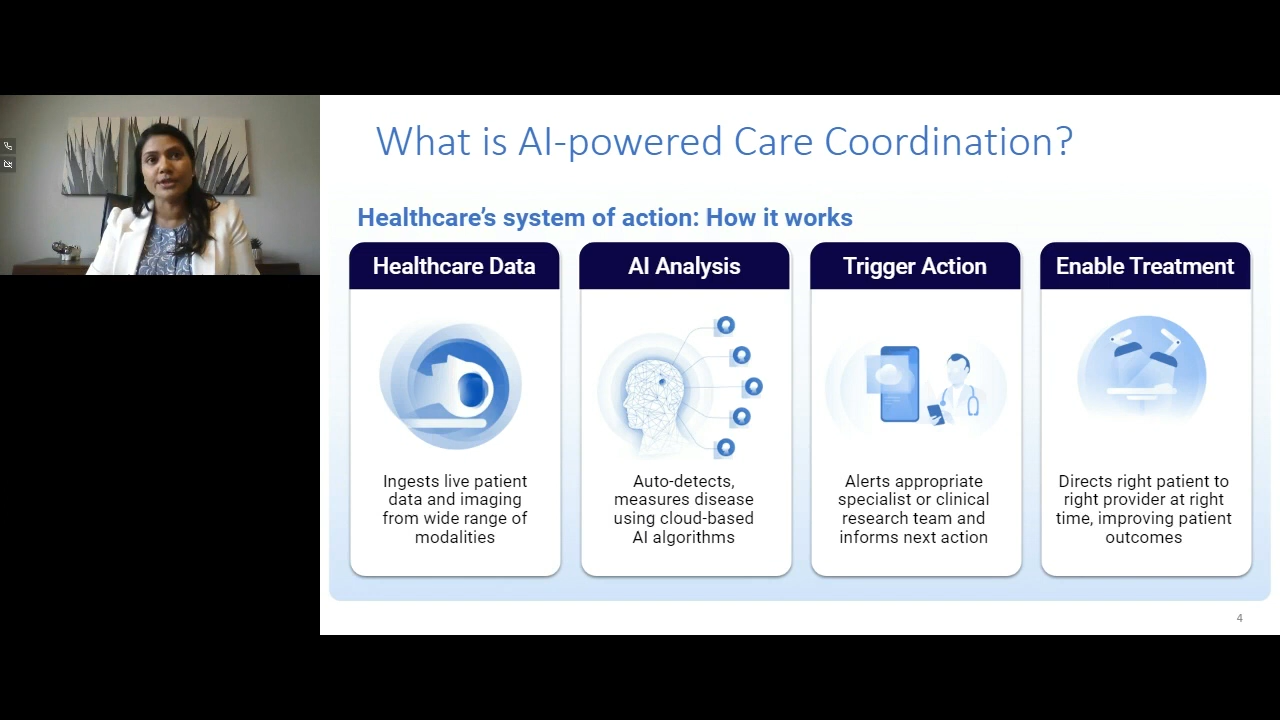 What is AI-powered Care Coordination?
Healthcare's system of action: How it works
Healthcare Data
Ingests live patient
data and imaging
from wide range of
modalities
AI Analysis
Auto-detects,
measures disease
using cloud-based
AI algorithms
Trigger Action
Alerts appropriate
specialist or clinical
research team and
informs next action
Enable Treatment
Directs right patient to
right provider at right
time, improving patient
outcomes
4